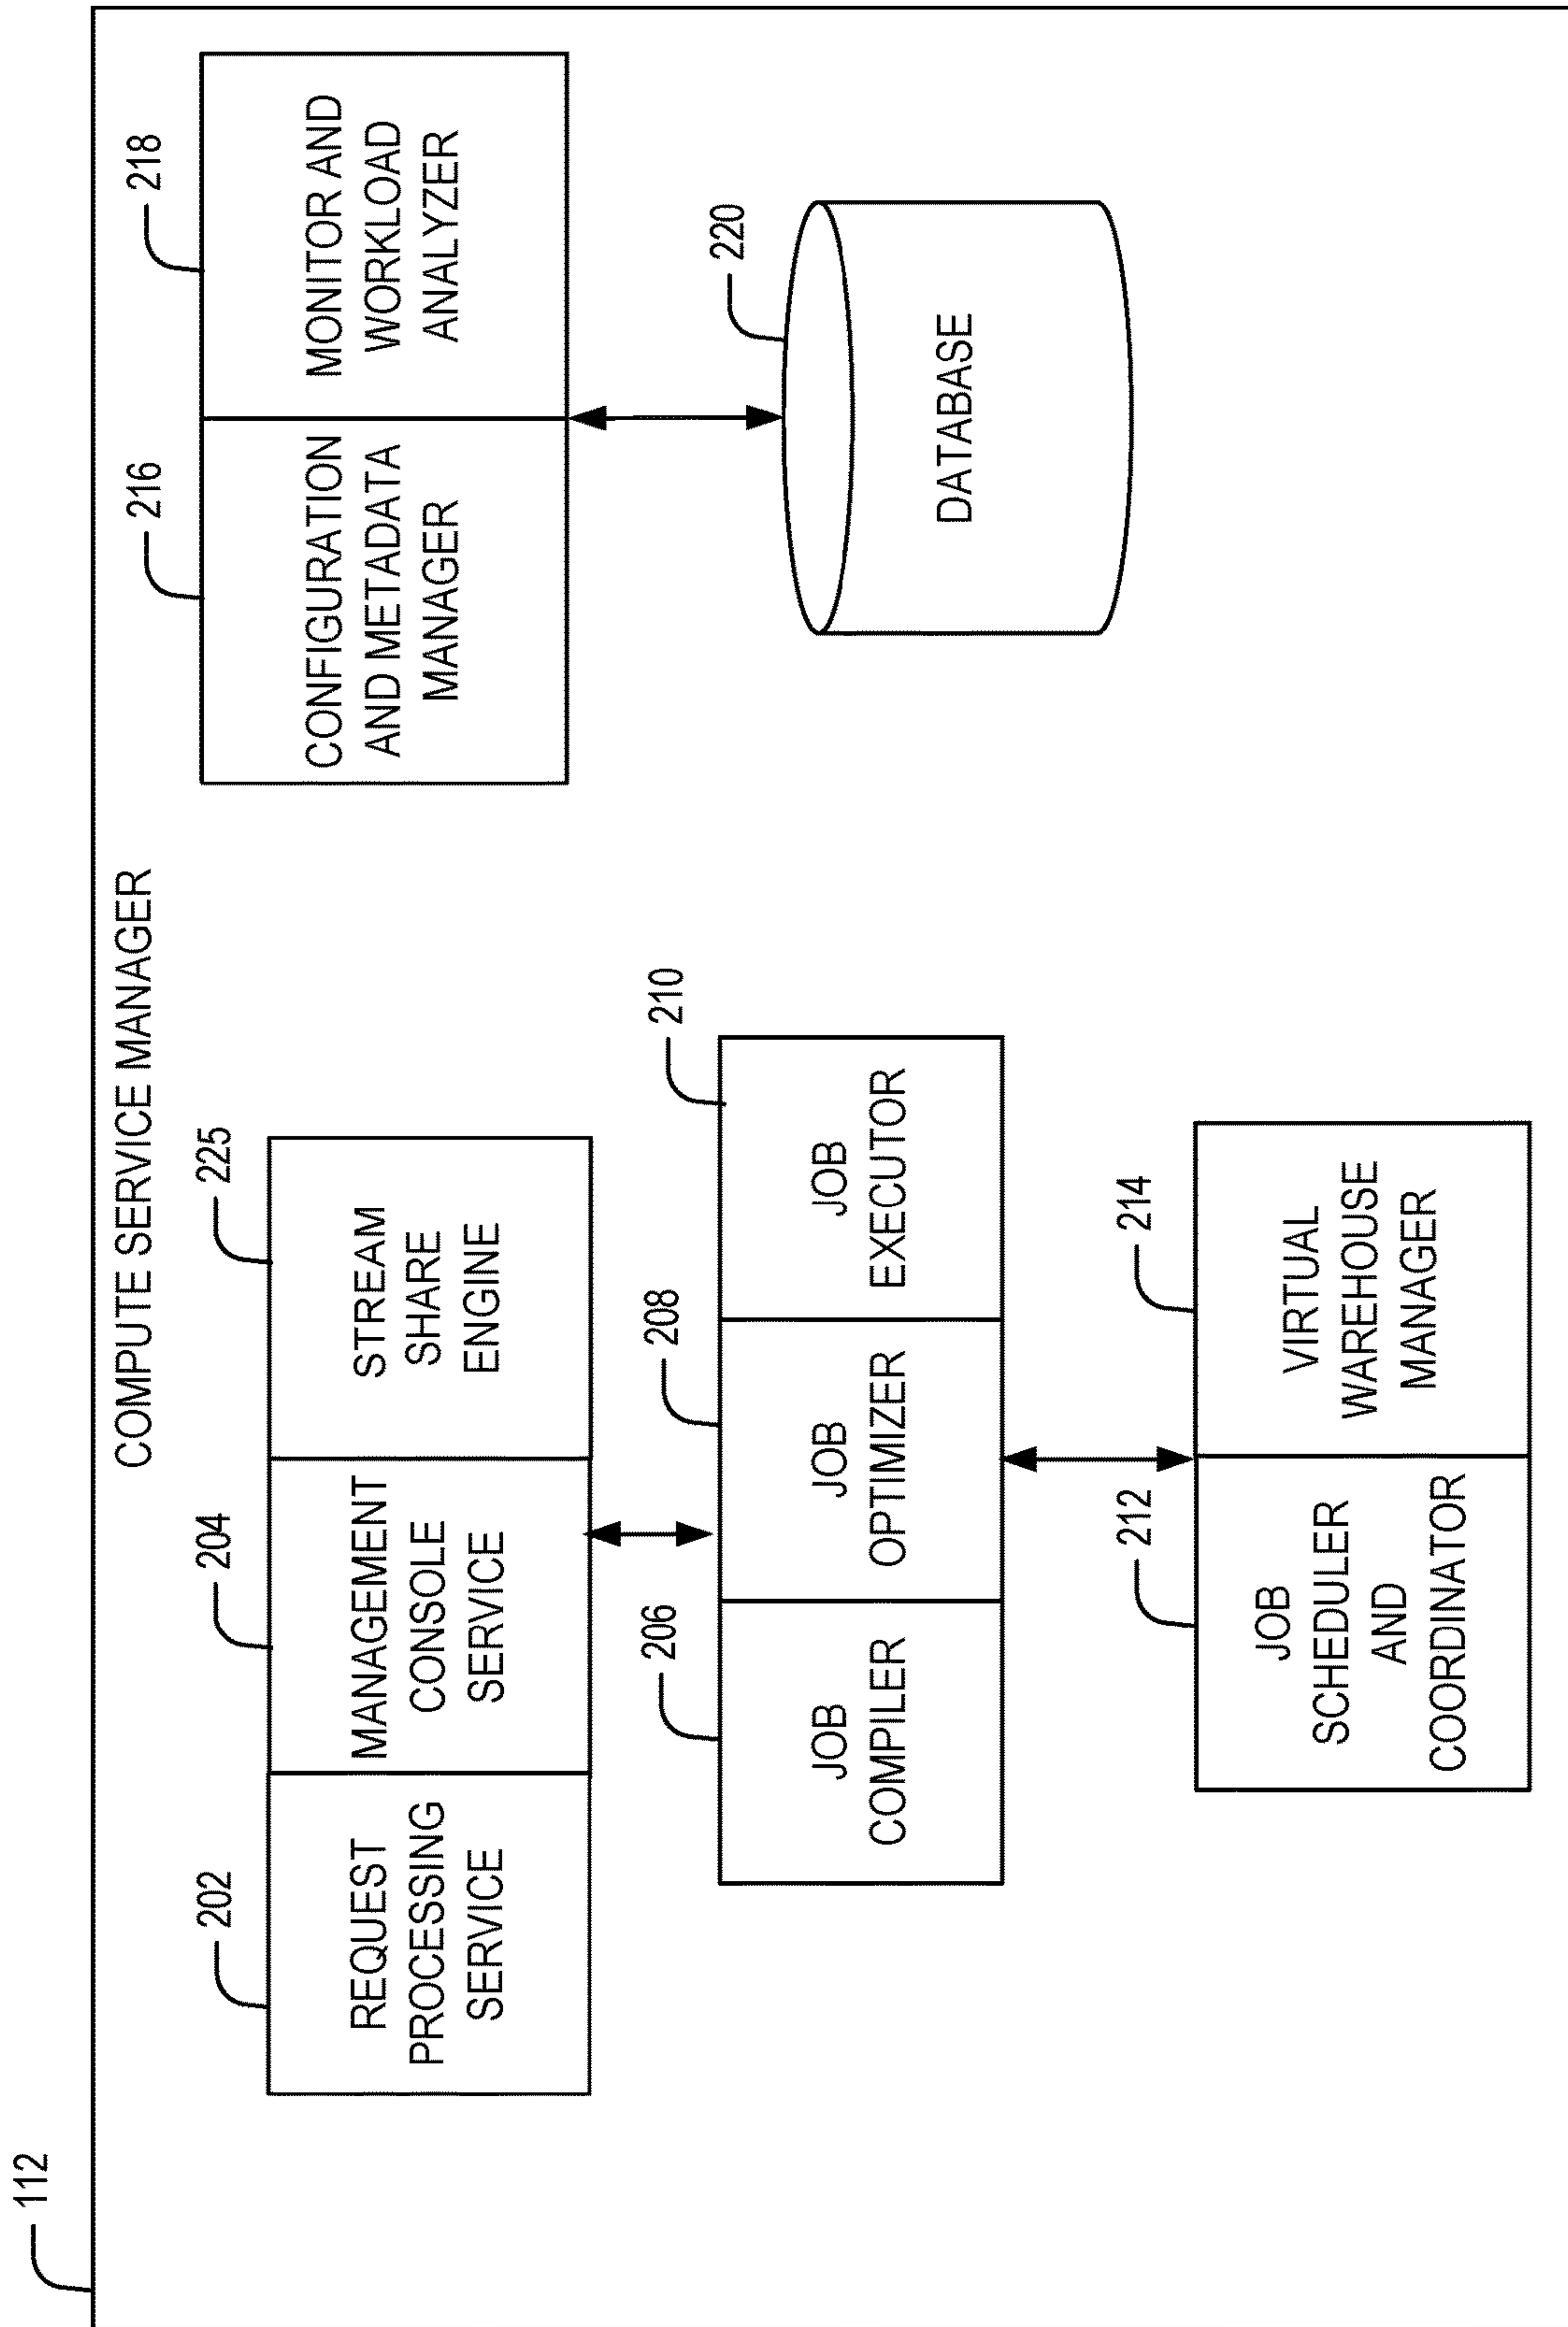 112
COMPUTE SERVICE MANAGER
202
REQUEST
PROCESSING
SERVICE
204
MANAGEMENT
CONSOLE
SERVICE
225
STREAM
SHARE
ENGINE
206
JOB
COMPILER
208
JOB
OPTIMIZER
210
JOB
EXECUTOR
212
JOB
SCHEDULER
AND
COORDINATOR
214
VIRTUAL
WAREHOUSE
MANAGER
216
CONFIGURATION
AND METADATA
MANAGER
218
MONITOR AND
WORKLOAD
ANALYZER
220
DATABASE